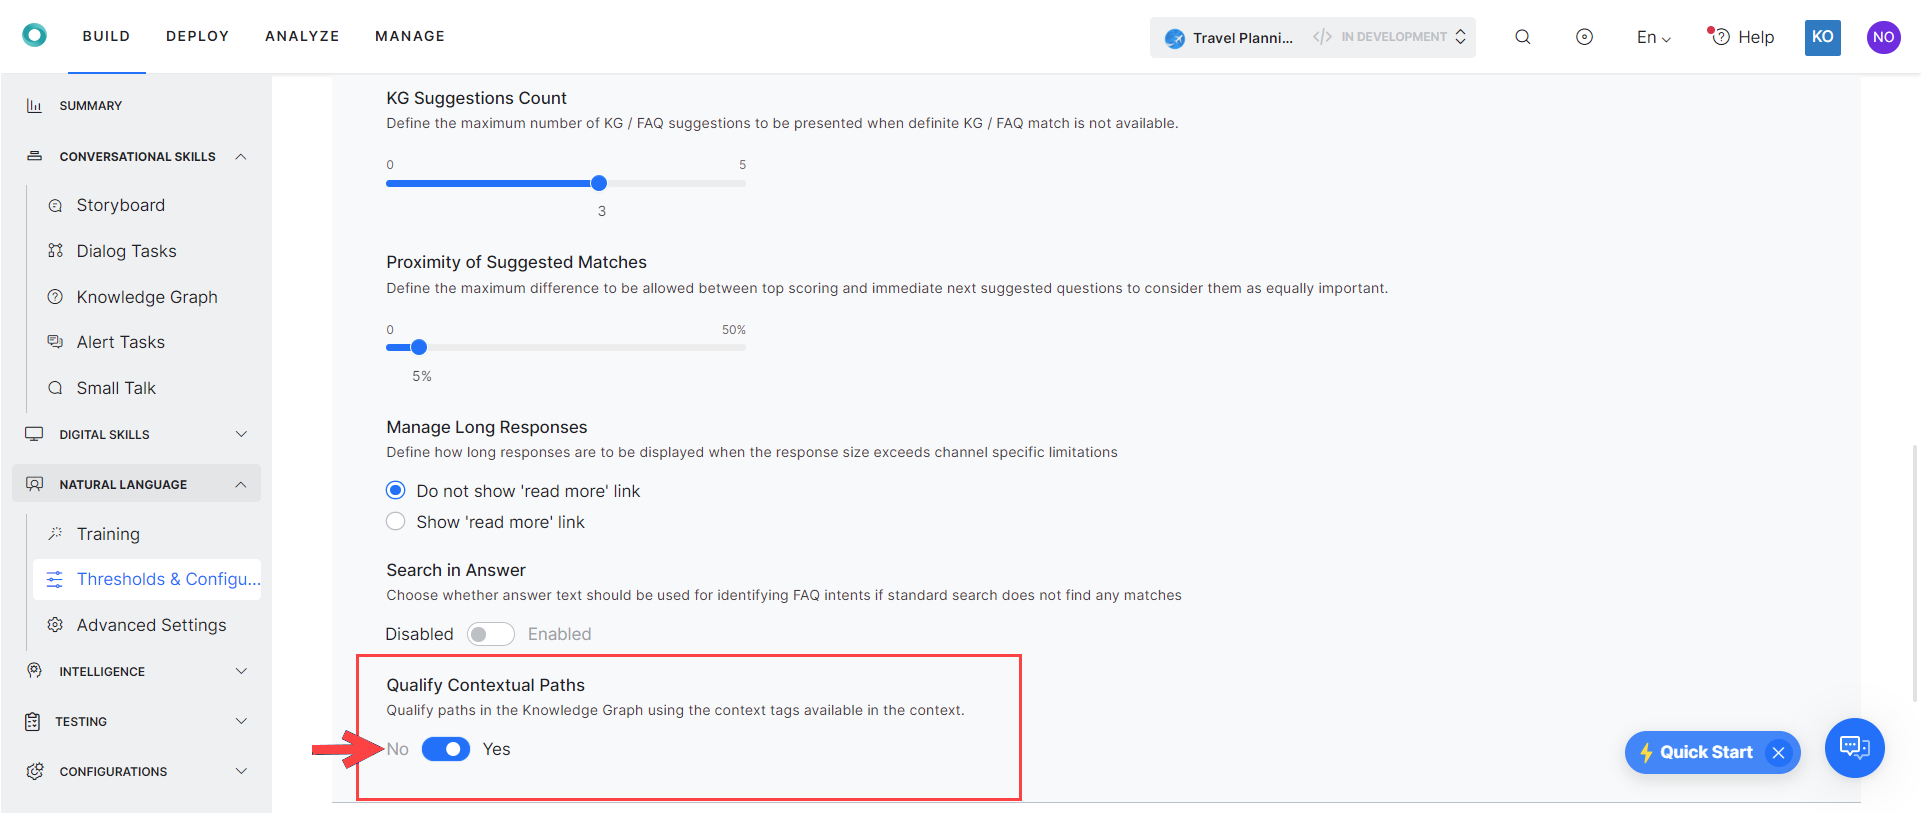 BUILD
DEPLOY
ANALYZE
MANAGE
Travel Planni...
</> IN DEVELOPMENT
En
Help
KO
NO
SUMMARY
CONVERSATIONAL SKILLS
Storyboard
Dialog Tasks
Knowledge Graph
Alert Tasks
Small Talk
DIGITAL SKILLS
NATURAL LANGUAGE
Training
Thresholds & Configu...
Advanced Settings
INTELLIGENCE
TESTING
CONFIGURATIONS
KG Suggestions Count
Define the maximum number of KG / FAQ suggestions to be presented when definite KG / FAQ match is not available.
0 5
3
Proximity of Suggested Matches
Define the maximum difference to be allowed between top scoring and immediate next suggested questions to consider them as equally important.
0 50%
5%
Manage Long Responses
Define how long responses are to be displayed when the response size exceeds channel specific limitations
Do not show 'read more' link
Show 'read more' link
Search in Answer
Choose whether answer text should be used for identifying FAQ intents if standard search does not find any matches
Disabled Enabled
Qualify Contextual Paths
Qualify paths in the Knowledge Graph using the context tags available in the context.
No Yes
Quick Start